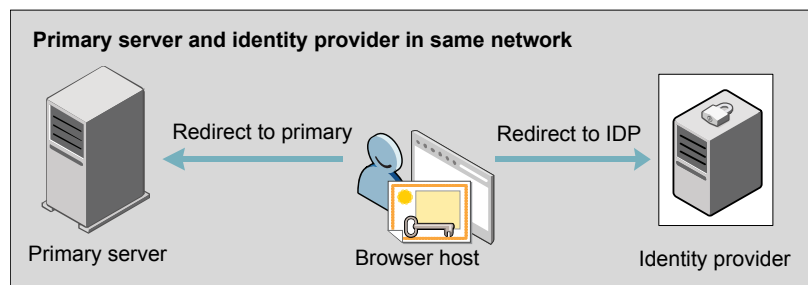 Primary server and identity provider in same network
Redirect to primary
Redirect to IDP
Primary server
Browser host
Identity provider